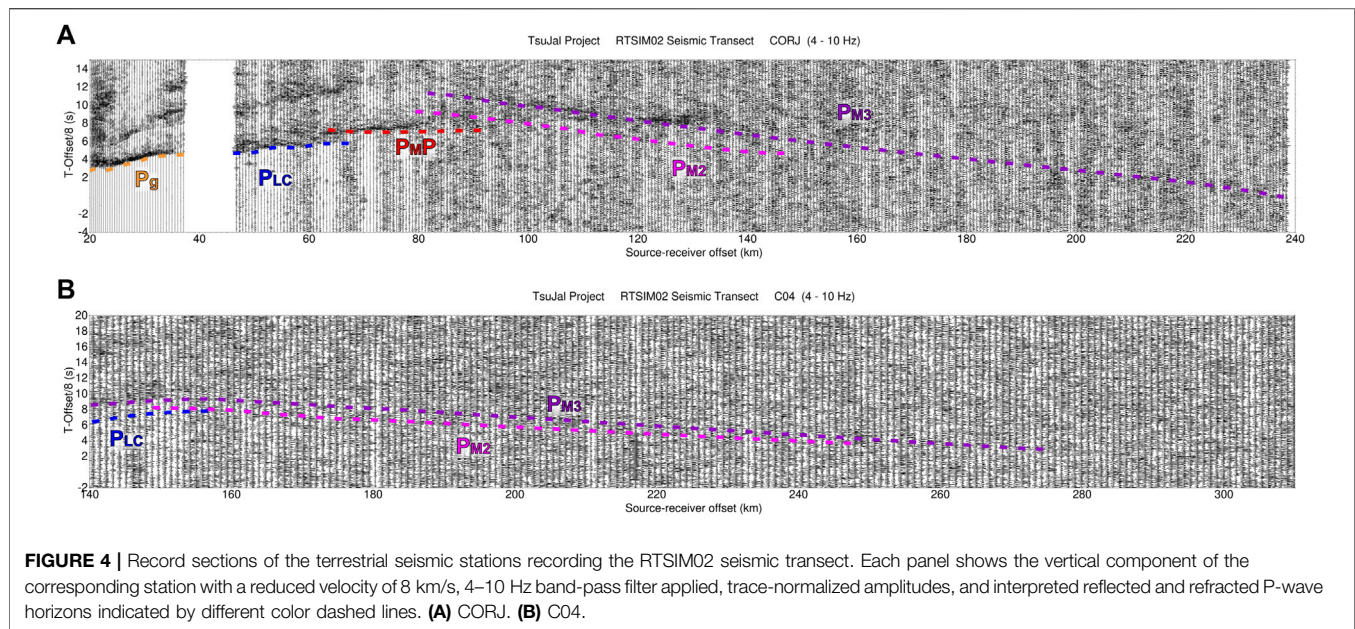 A
TsuJal Project RTSIM02 Seismic Transect CORJ (4 - 10 Hz)
T-Offset/8 (s)
14
12
10
8
6
4
2
-2
-4
Pg
PLC
PMP
PM2
PM3
20 40 60 80 100 120 140 160 180 200 220 240
Source-receiver offset (km)
B
TsuJal Project RTSIM02 Seismic Transect C04 (4 - 10 Hz)
T-Offset/8 (s)
20
18
16
14
12
10
8
6
4
2
-2
PLC
PM2
PM3
140 160 180 200 220 240 260 280 300
Source-receiver offset (km)
FIGURE 4 | Record sections of the terrestrial seismic stations recording the RTSIM02 seismic transect. Each panel shows the vertical component of the
corresponding station with a reduced velocity of 8 km/s, 4–10 Hz band-pass filter applied, trace-normalized amplitudes, and interpreted reflected and refracted P-wave
horizons indicated by different color dashed lines. (A) CORJ. (B) C04.